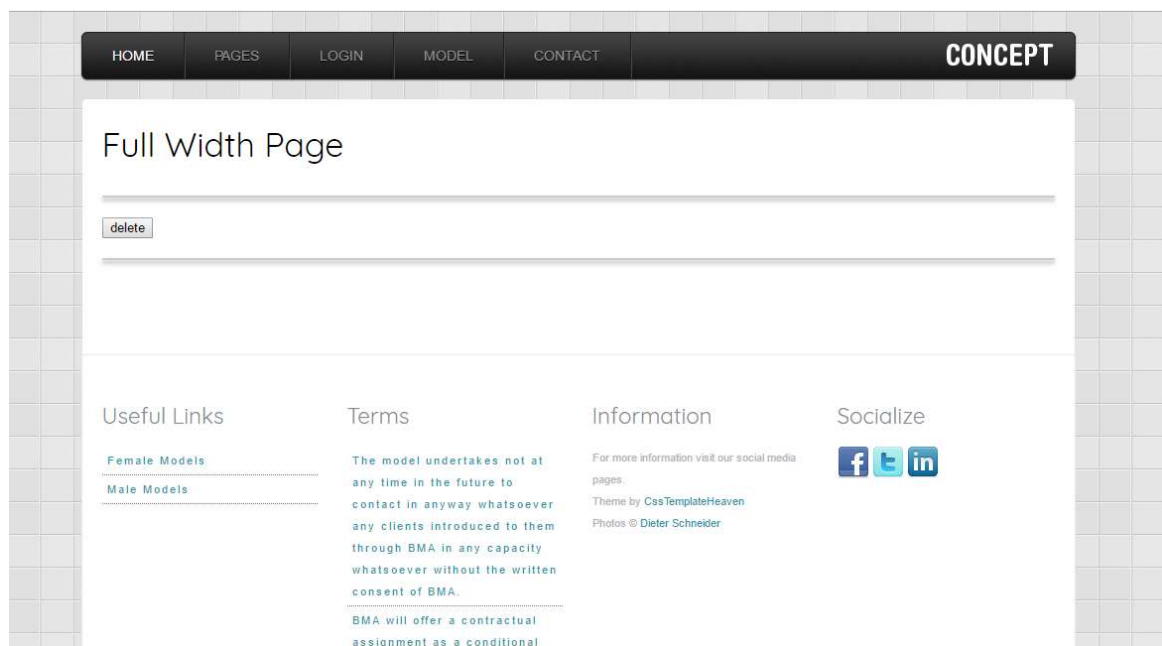 HOME PAGES LOGIN MODEL CONTACT CONCEPT
Full Width Page
delete
Useful Links
Female Models
Male Models
Terms
The model undertakes not at
any time in the future to
contact in anyway whatsoever
any clients introduced to them
through BMA in any capacity
whatsoever without the written
consent of BMA.
BMA will offer a contractual
assignment as a conditional
Information
For more information visit our social media
pages.
Theme by CssTemplateHeaven
Photos © Dieter Schneider
Socialize
f t in